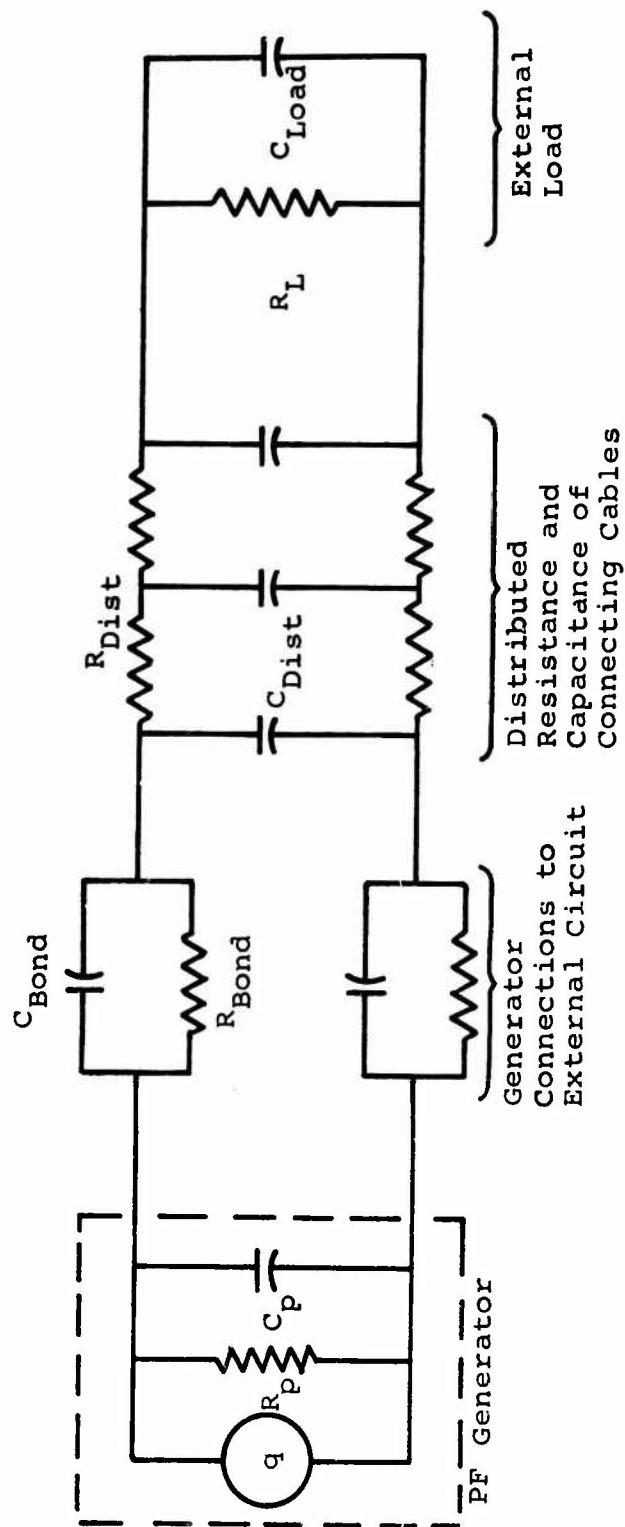 C_Bond
R_Bond
R_Dist
C_Dist
R_L
C_Load
q
R_p
C_p
PF Generator
Generator
Connections to
External Circuit
Distributed
Resistance and
Capacitance of
Connecting Cables
External
Load